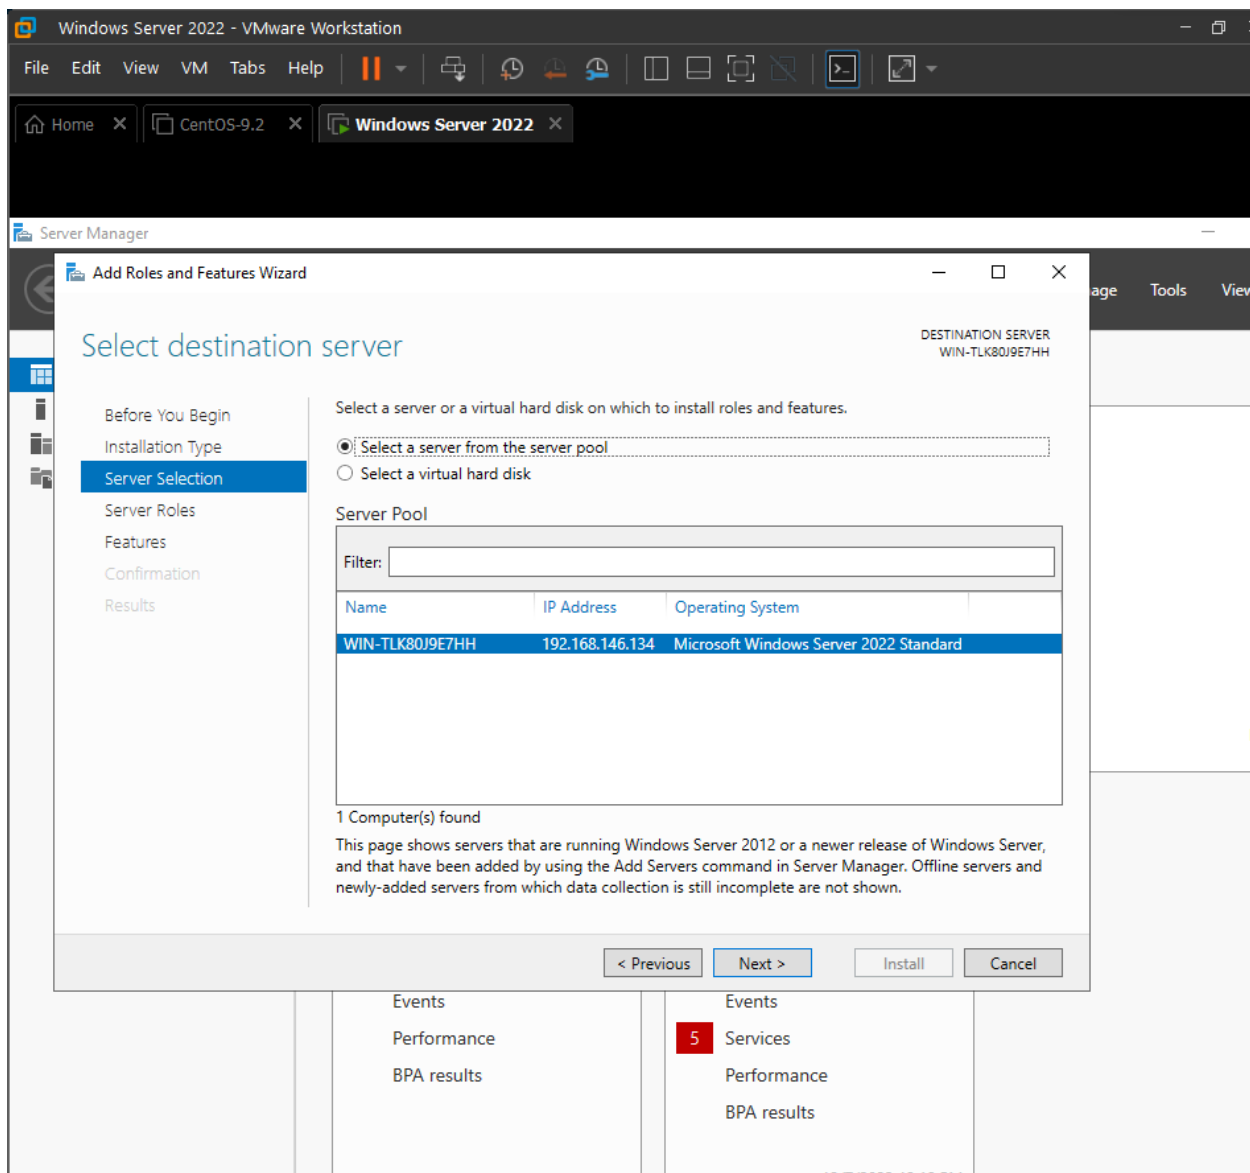 Windows Server 2022 - VMware Workstation
File Edit View VM Tabs Help
Home CentOS-9.2 Windows Server 2022
Server Manager
Add Roles and Features Wizard
Tools
Select destination server
DESTINATION SERVER
WIN-TLK80J9E7HH
Before You Begin
Installation Type
Server Selection
Server Roles
Features
Confirmation
Results
Select a server or a virtual hard disk on which to install roles and features.
Select a server from the server pool
Select a virtual hard disk
Server Pool
Filter:
Name IP Address Operating System
WIN-TLK80J9E7HH 192.168.146.134 Microsoft Windows Server 2022 Standard
1 Computer(s) found
This page shows servers that are running Windows Server 2012 or a newer release of Windows Server,
and that have been added by using the Add Servers command in Server Manager. Offline servers and
newly-added servers from which data collection is still incomplete are not shown.
< Previous Next > Install Cancel
Events
Performance
BPA results
Events
5 Services
Performance
BPA results